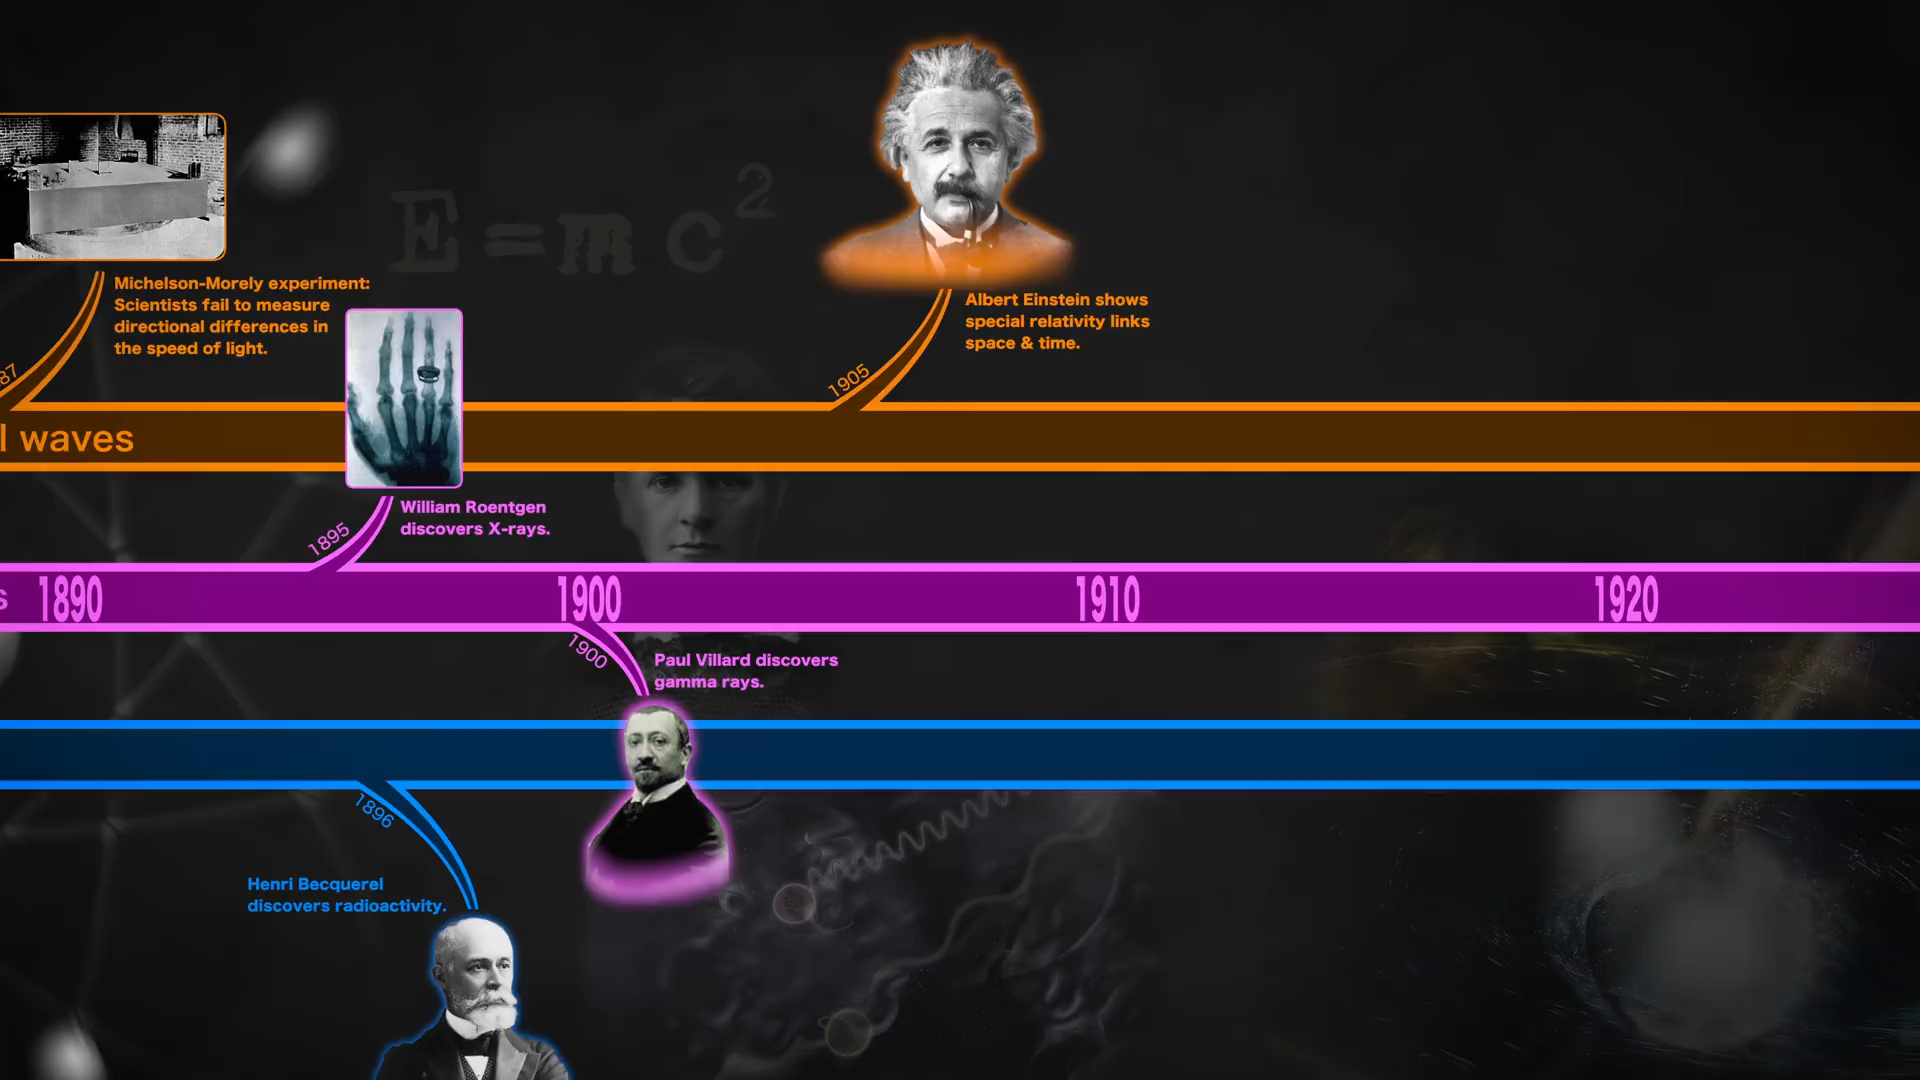 E=mc²
Michelson-Morely experiment:
Scientists fail to measure
directional differences in
the speed of light.
87
Albert Einstein shows
special relativity links
space & time.
1905
l waves
William Roentgen
discovers X-rays.
1895
s
1890
1900
1910
1920
1900
Paul Villard discovers
gamma rays.
1896
Henri Becquerel
discovers radioactivity.